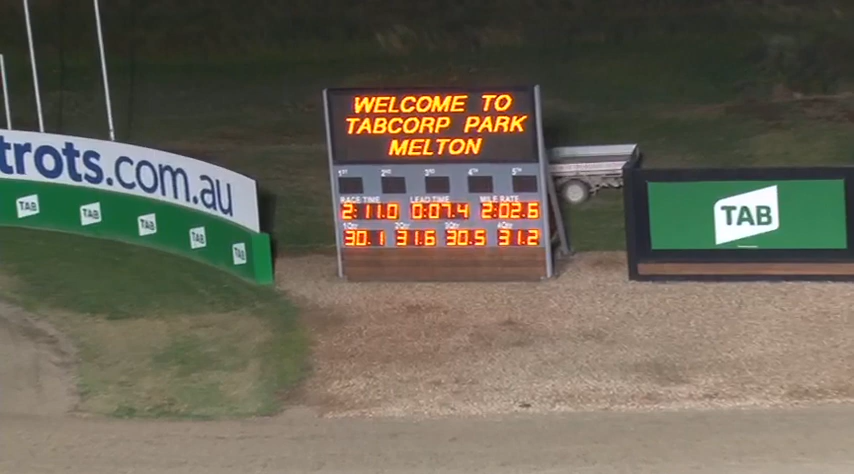 WELCOME TO
TABCORP PARK
MELTON
1ST 2ND 3RD 4TH 5TH
RACE TIME LEAD TIME MILE RATE
2:11.0 0:07.4 2:02.6
1Qtr 2Qtr 3Qtr 4Qtr
30.1 31.6 30.5 31.2
trots.com.au
TAB TAB TAB TAB TAB
TAB